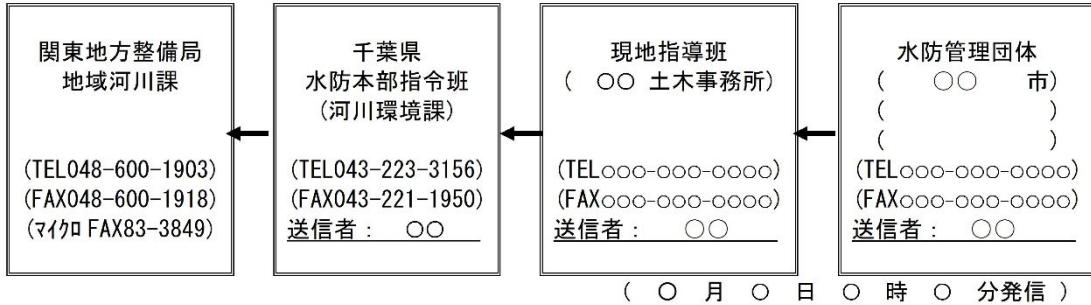 関東地方整備局
地域河川課
(TEL048-600-1903)
(FAX048-600-1918)
(ﾏｲｸﾛ FAX83-3849)
千葉県
水防本部指令班
(河川環境課)
(TEL043-223-3156)
(FAX043-221-1950)
送信者： ○○
現地指導班
( ○○ 土木事務所)
(TEL○○○-○○○-○○○○)
(FAX○○○-○○○-○○○○)
送信者： ○○
水防管理団体
( ○○ 市)
( )
( )
(TEL○○○-○○○-○○○○)
(FAX○○○-○○○-○○○○)
送信者： ○○
( ○ 月 ○ 日 ○ 時 ○ 分発信 )